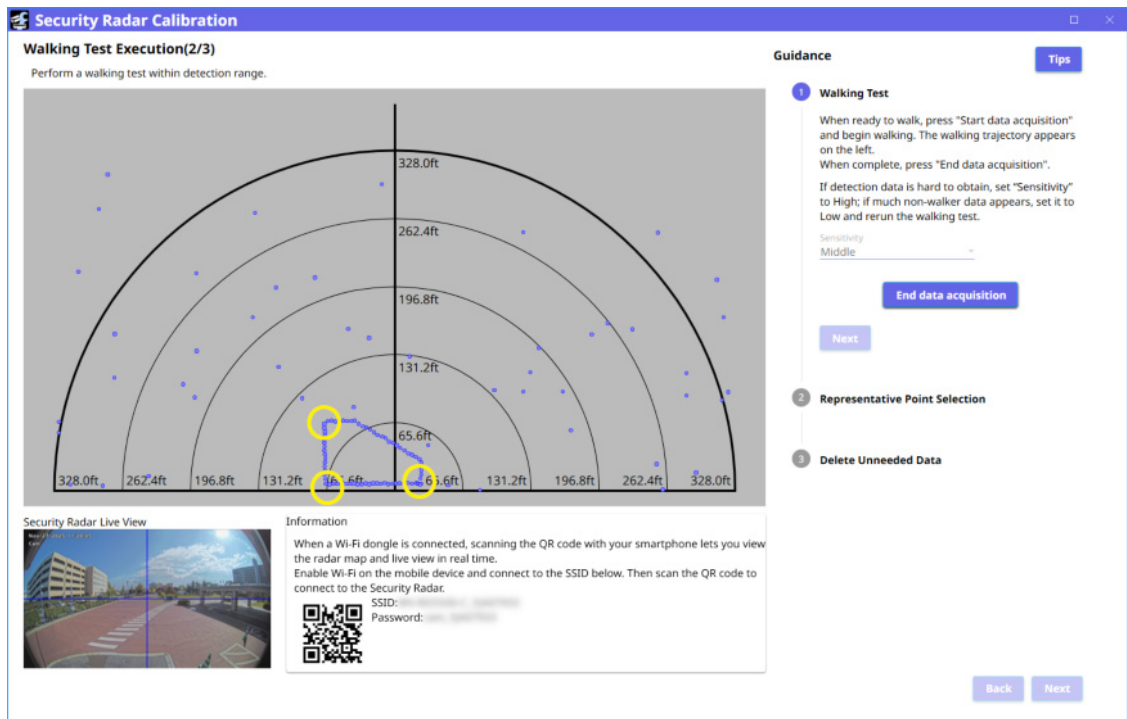 Security Radar Calibration
Walking Test Execution(2/3)
Perform a walking test within detection range.
328.0ft
262.4ft
196.8ft
131.2ft
65.6ft
328.0ft
262.4ft
196.8ft
131.2ft
65.6ft
65.6ft
131.2ft
196.8ft
262.4ft
328.0ft
Security Radar Live View
Information
When a Wi-Fi dongle is connected, scanning the QR code with your smartphone lets you view
the radar map and live view in real time.
Enable Wi-Fi on the mobile device and connect to the SSID below. Then scan the QR code to
connect to the Security Radar.
SSID:
Password:
Guidance
Tips
1
Walking Test
When ready to walk, press "Start data acquisition"
and begin walking. The walking trajectory appears
on the left.
When complete, press "End data acquisition".
If detection data is hard to obtain, set “Sensitivity”
to High; if much non-walker data appears, set it to
Low and rerun the walking test.
Sensitivity
Middle
End data acquisition
Next
2
Representative Point Selection
3
Delete Unneeded Data
Back
Next